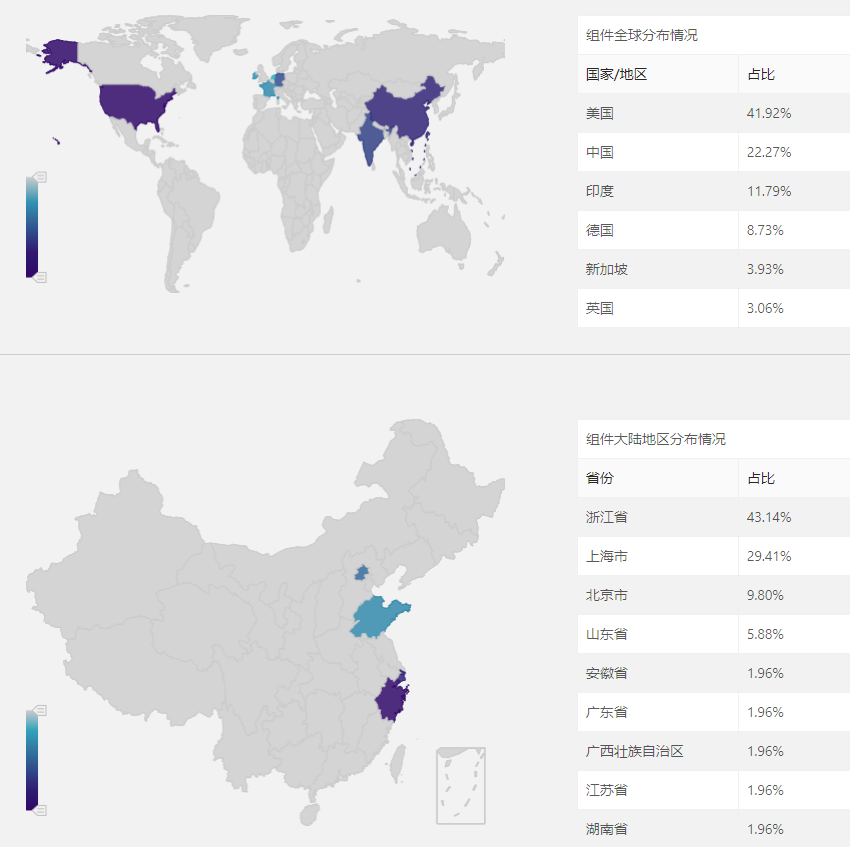 组件全球分布情况
国家/地区 占比
美国 41.92%
中国 22.27%
印度 11.79%
德国 8.73%
新加坡 3.93%
英国 3.06%
组件大陆地区分布情况
省份 占比
浙江省 43.14%
上海市 29.41%
北京市 9.80%
山东省 5.88%
安徽省 1.96%
广东省 1.96%
广西壮族自治区 1.96%
江苏省 1.96%
湖南省 1.96%